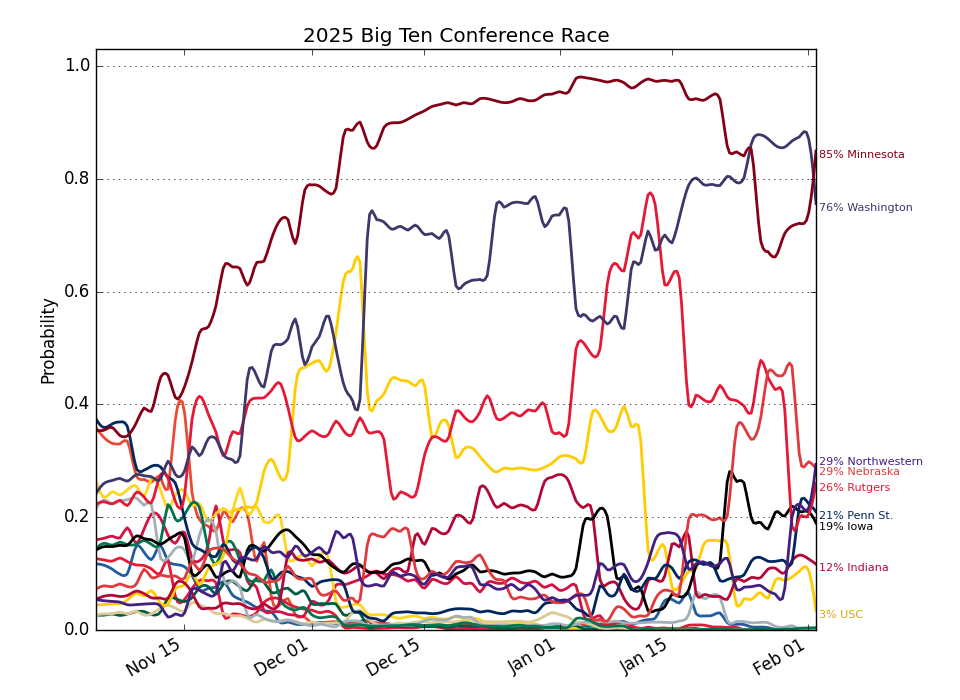 2025 Big Ten Conference Race
Probability
1.0
0.8
0.6
0.4
0.2
0.0
85% Minnesota
76% Washington
29% Northwestern
29% Nebraska
26% Rutgers
21% Penn St.
19% Iowa
12% Indiana
3% USC
Nov 15
Dec 01
Dec 15
Jan 01
Jan 15
Feb 01